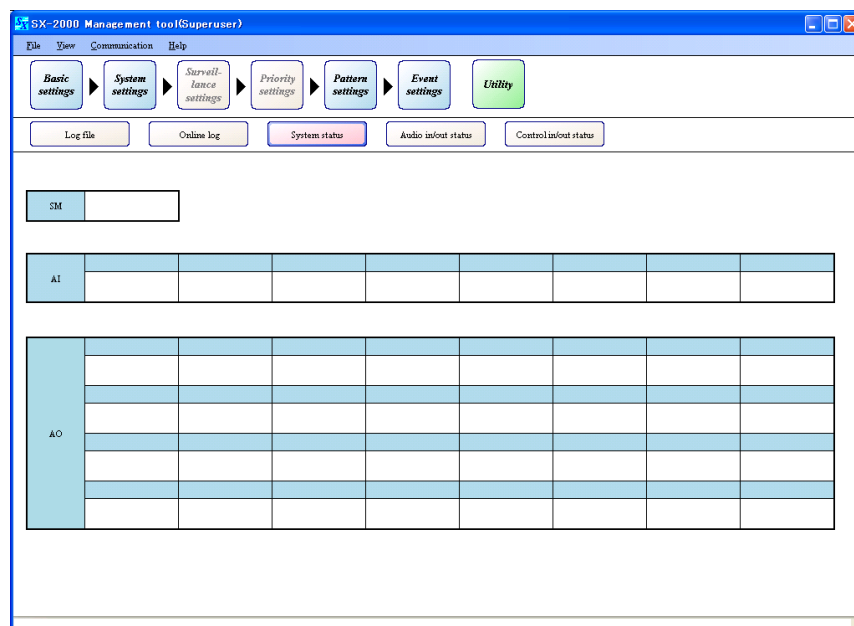 SX-2000 Management tool(Superuser)
File View Communication Help
Basic settings
System settings
Surveil-lance settings
Priority settings
Pattern settings
Event settings
Utility
Log file
Online log
System status
Audio in/out status
Control in/out status
SM
AI
AO